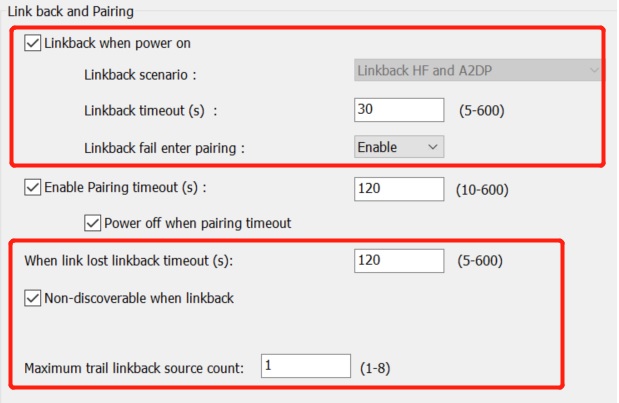 Link back and Pairing
Linkback when power on
Linkback scenario : Linkback HF and A2DP
Linkback timeout (s) : 30 (5-600)
Linkback fail enter pairing : Enable
Enable Pairing timeout (s) : 120 (10-600)
Power off when pairing timeout
When link lost linkback timeout (s): 120 (5-600)
Non-discoverable when linkback
Maximum trail linkback source count: 1 (1-8)